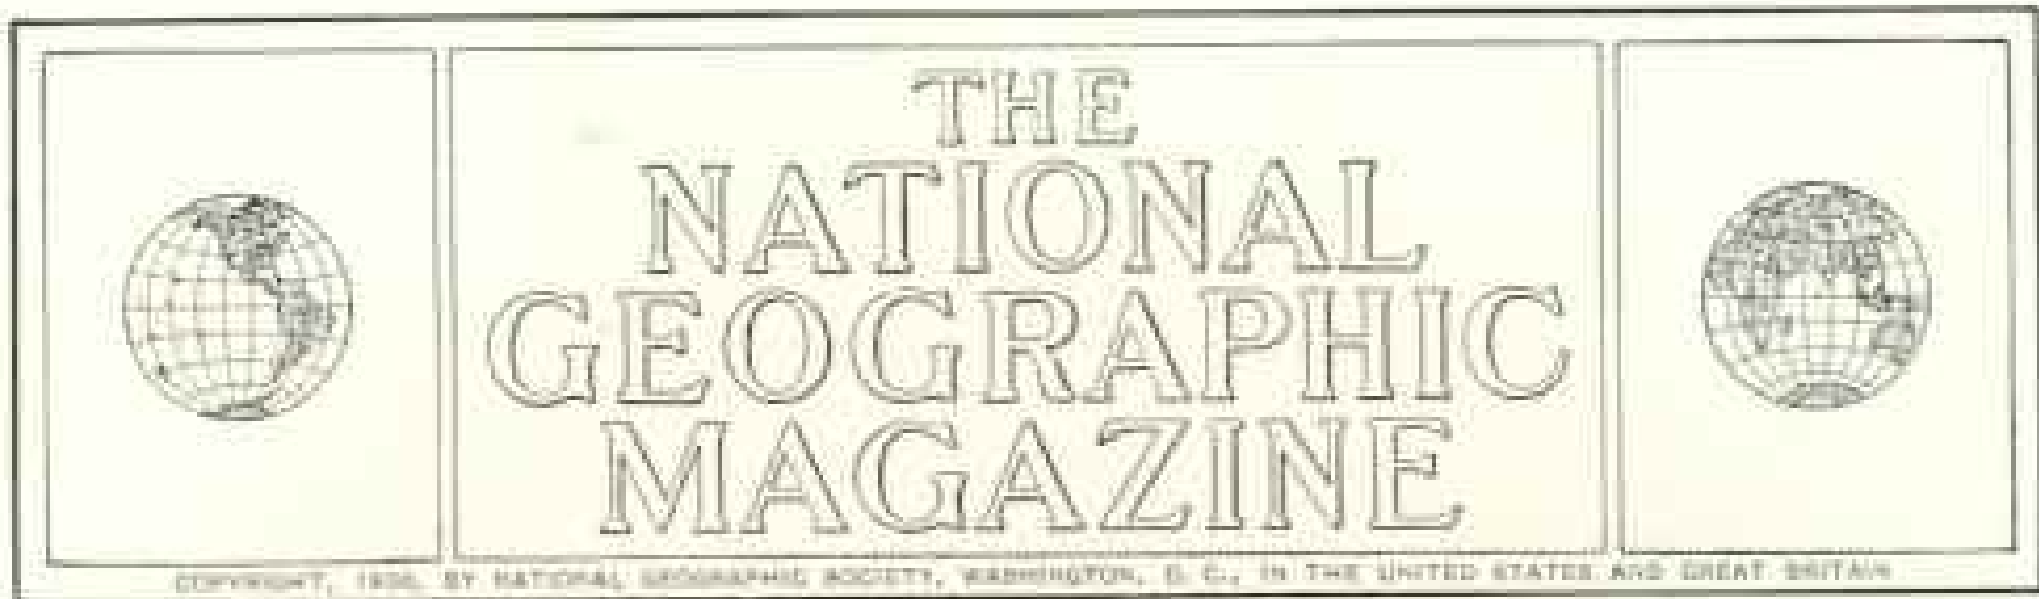 THE
NATIONAL
GEOGRAPHIC
MAGAZINE
COPYRIGHT, BY NATIONAL GEOGRAPHIC SOCIETY, WASHINGTON, D. C., IN THE UNITED STATES AND GREAT BRITAIN